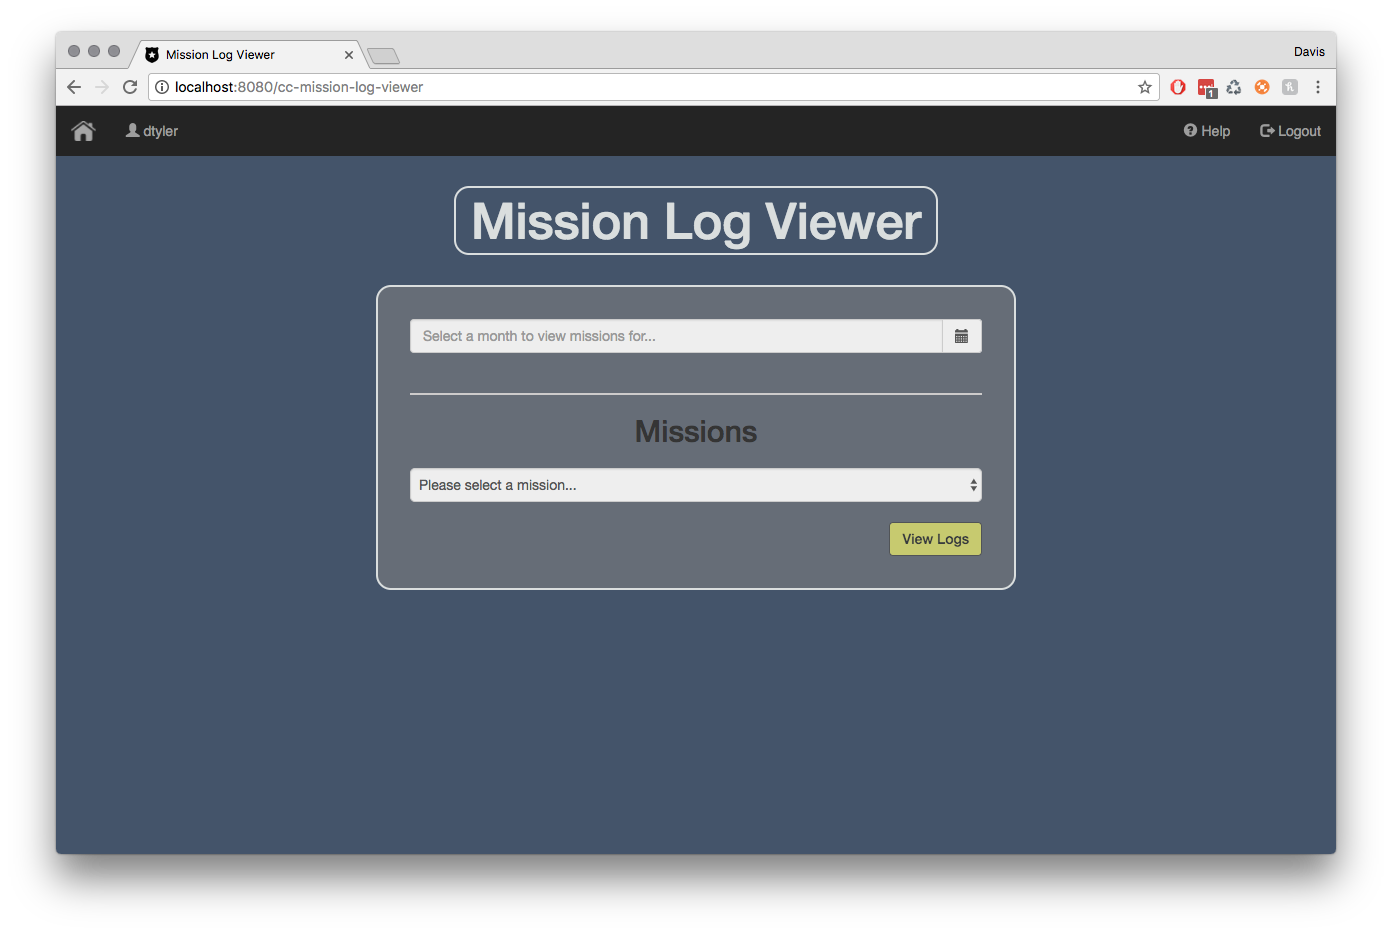 Mission Log Viewer
Davis
localhost:8080/cc-mission-log-viewer
1
dtyler
Help
Logout
Mission Log Viewer
Select a month to view missions for...
Missions
Please select a mission...
View Logs